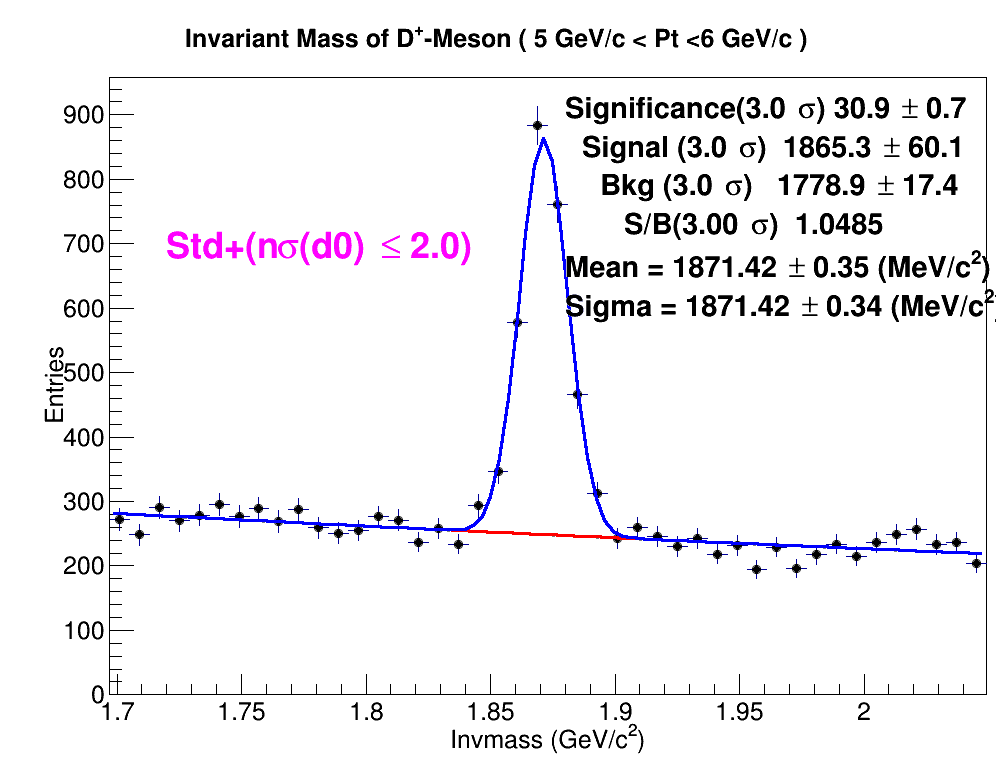 Invariant Mass of D⁺-Meson ( 5 GeV/c < Pt <6 GeV/c )
Significance(3.0 σ) 30.9 ± 0.7
Signal (3.0 σ) 1865.3 ± 60.1
Bkg (3.0 σ) 1778.9 ± 17.4
S/B(3.00 σ) 1.0485
Mean = 1871.42 ± 0.35 (MeV/c²)
Sigma = 1871.42 ± 0.34 (MeV/c²)
Std+(nσ(d0) ≤ 2.0)
Entries
900
800
700
600
500
400
300
200
100
0
1.7 1.75 1.8 1.85 1.9 1.95 2
Invmass (GeV/c²)